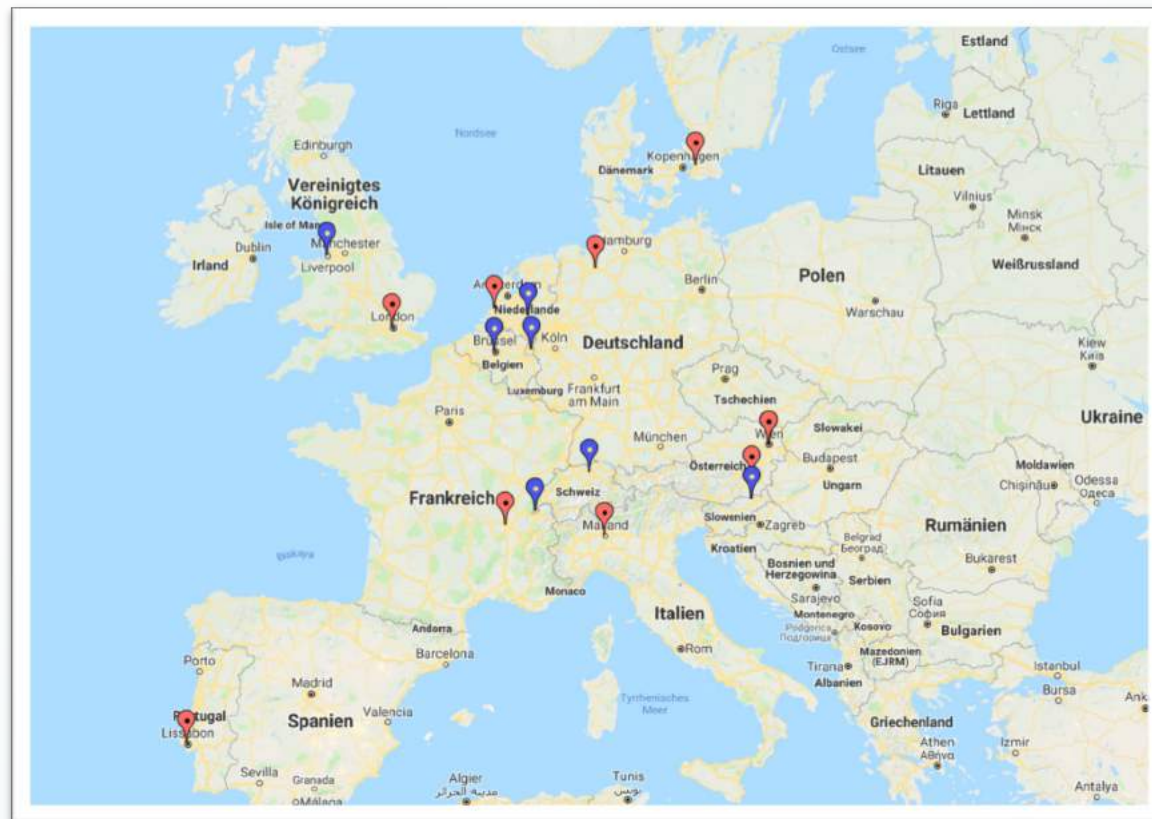 Ostsee
Estland
Riga
Lettland
Nordsee
Edinburgh
Kopenhagen
Dänemark
Litauen
Vilnius
Vereinigtes
Königreich
Isle of Man
Minsk
Мінск
Dublin
Manchester
Hamburg
Irland
Liverpool
Weißrussland
Polen
Berlin
Amsterdam
Niederlande
Warschau
London
Brüssel
Köln
Deutschland
Kiew
Київ
Belgien
Prag
Luxemburg
Frankfurt
am Main
Tschechien
Paris
Ukraine
Slowakei
Wien
München
Österreich
Budapest
Moldawien
Ungarn
Chișinău
Odessa
Одеса
Schweiz
Frankreich
Slowenien
Zagreb
Mailand
Rumänien
Kroatien
Belgrad
Београд
Bukarest
Bosnien und
Herzegowina
Serbien
Monaco
Sarajevo
Sofia
София
Italien
Montenegro
Podgorica
Подгорица
Kosovo
Bulgarien
Andorra
Rom
Mazedonien
(EJRM)
Barcelona
Porto
Tirana
Istanbul
Albanien
Bursa
Madrid
Tyrrhenisches
Meer
Ank
Portugal
Spanien
Valencia
Griechenland
Lissabon
Izmir
Athen
Αθήνα
Sevilla
Granada
Algier
مدينة الجزائر
Tunis
تونس
Antalya
Málaga